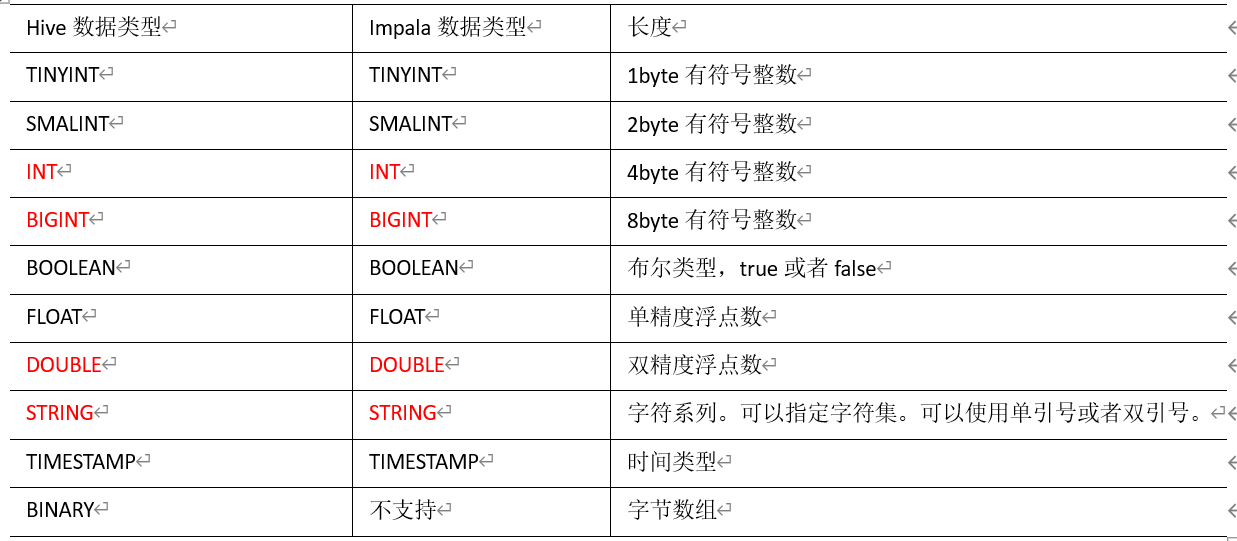 Hive 数据类型 Impala 数据类型 长度
TINYINT TINYINT 1byte 有符号整数
SMALINT SMALINT 2byte 有符号整数
INT INT 4byte 有符号整数
BIGINT BIGINT 8byte 有符号整数
BOOLEAN BOOLEAN 布尔类型，true 或者 false
FLOAT FLOAT 单精度浮点数
DOUBLE DOUBLE 双精度浮点数
STRING STRING 字符系列。可以指定字符集。可以使用单引号或者双引号。
TIMESTAMP TIMESTAMP 时间类型
BINARY 不支持 字节数组